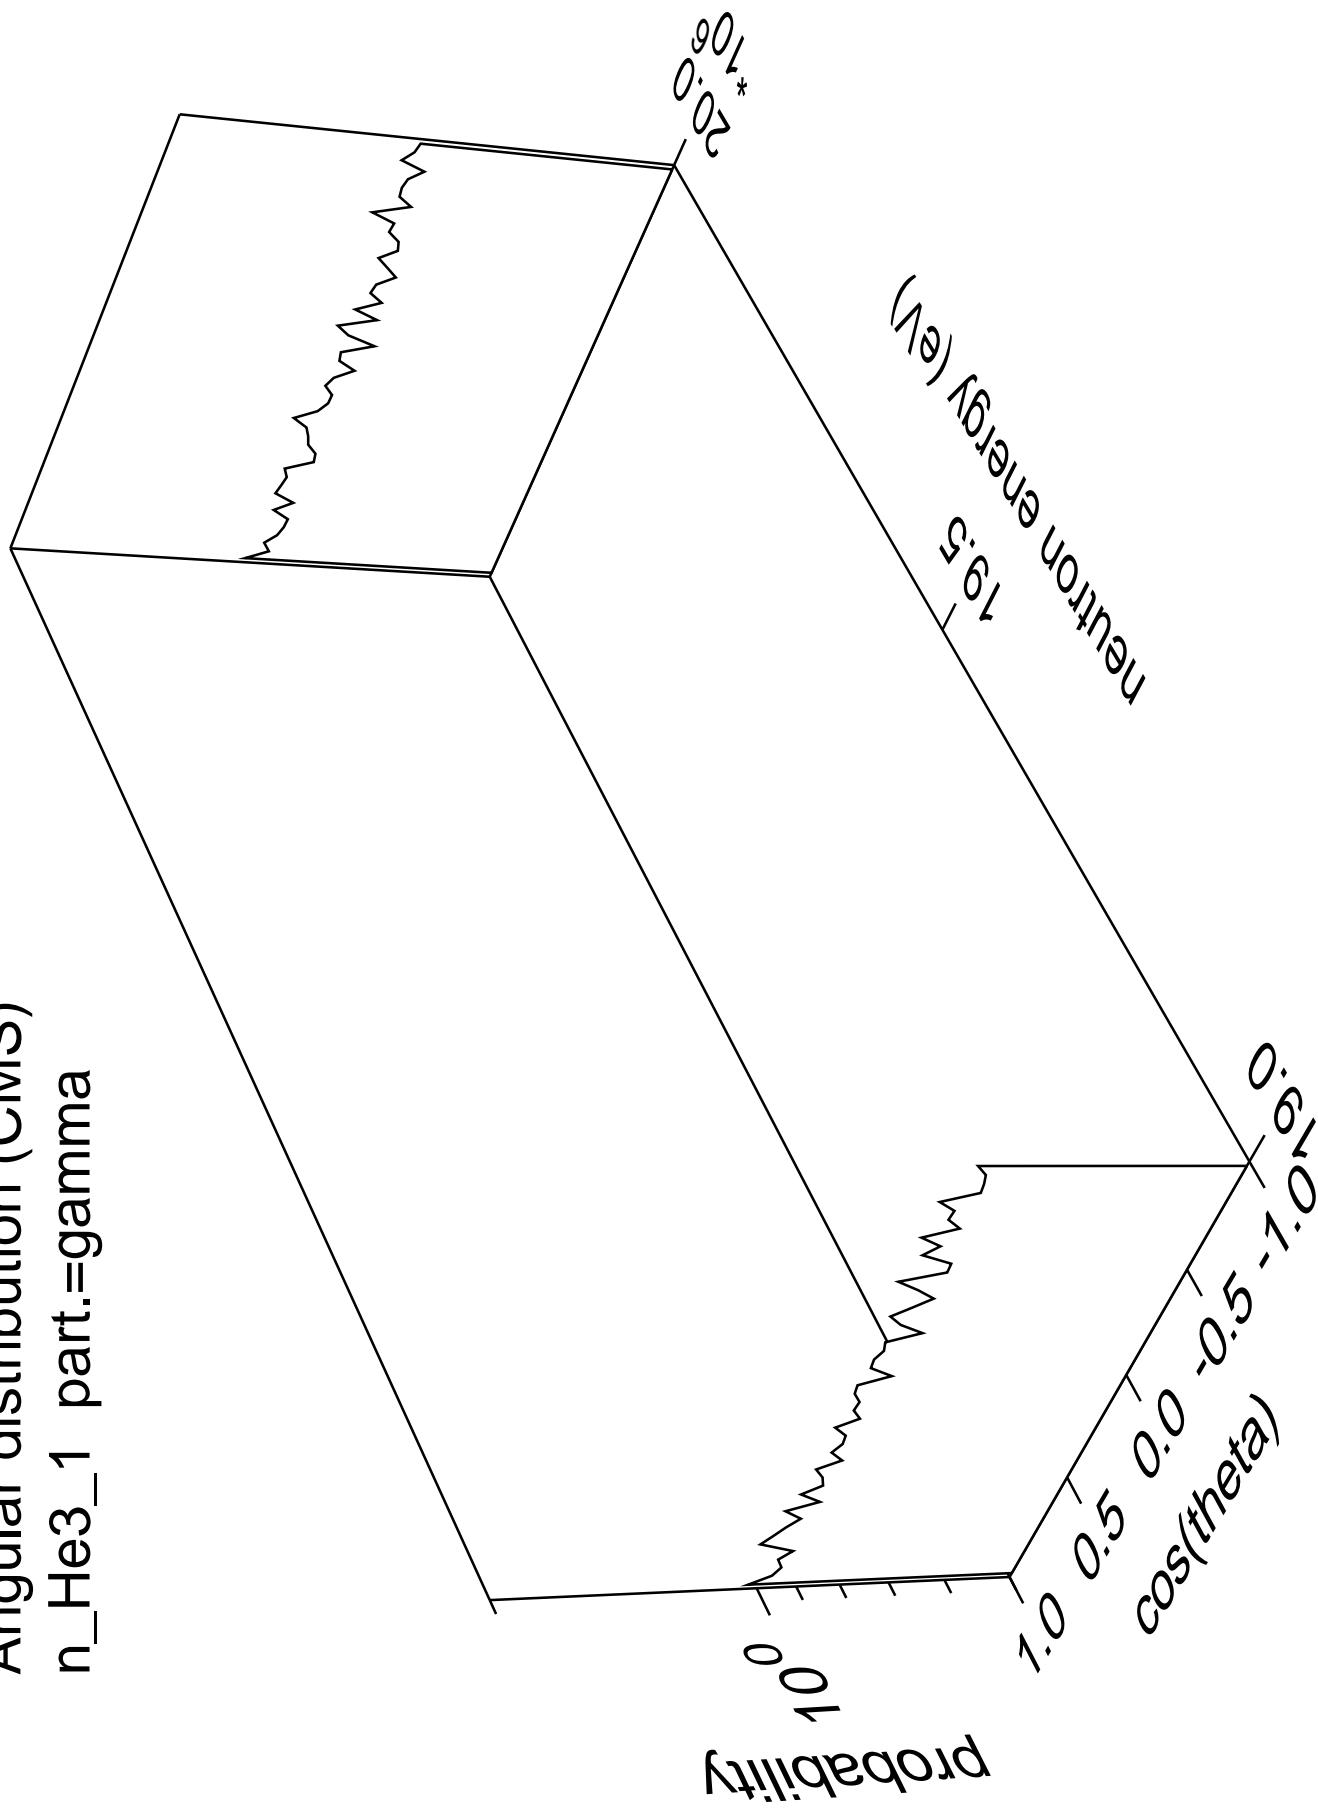 Angular distribution (CMS)
n_He3_1 part.=gamma
probability
10^0
1.0
0.5
0.0
-0.5
-1.0
cos(theta)
19.0
19.5
20.0
*10^6
neutron energy (eV)